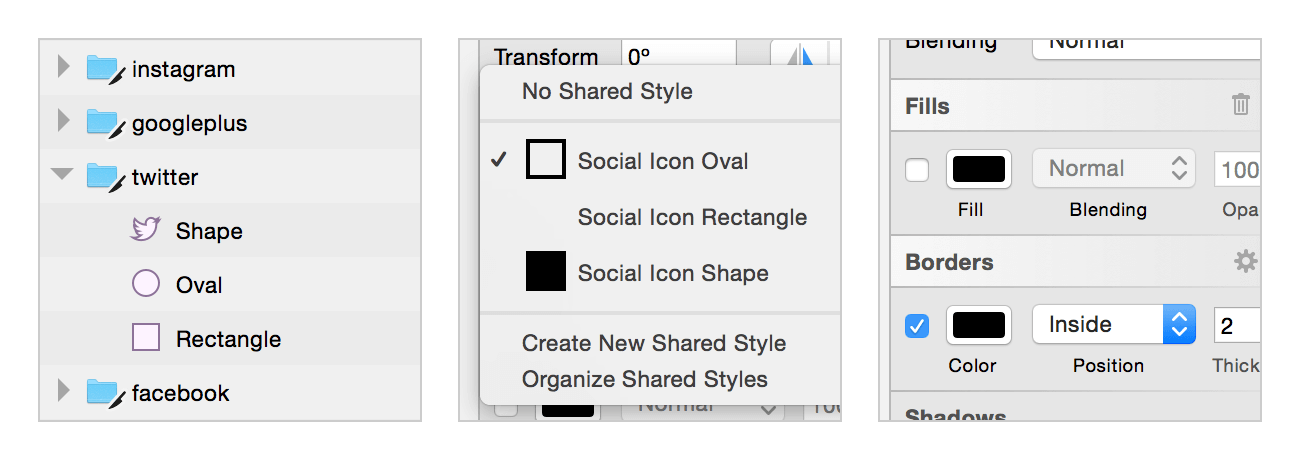 instagram
googleplus
twitter
Shape
Oval
Rectangle
facebook
Transform 0º
No Shared Style
Social Icon Oval
Social Icon Rectangle
Social Icon Shape
Create New Shared Style
Organize Shared Styles
Normal 100
Blending Normal
Fills
Normal 100
Fill Blending Opa
Borders
Inside 2
Color Position Thick
Shadows